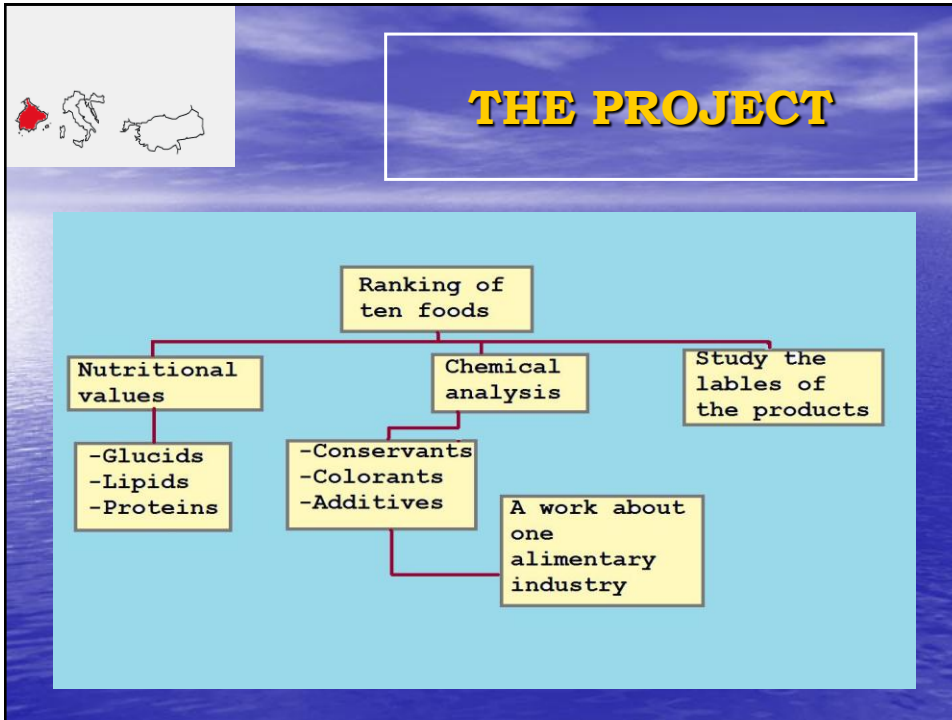 THE PROJECT
Ranking of
ten foods
Nutritional
values
Chemical
analysis
Study the
lables of
the products
-Glucids
-Lipids
-Proteins
-Conservants
-Colorants
-Additives
A work about
one
alimentary
industry